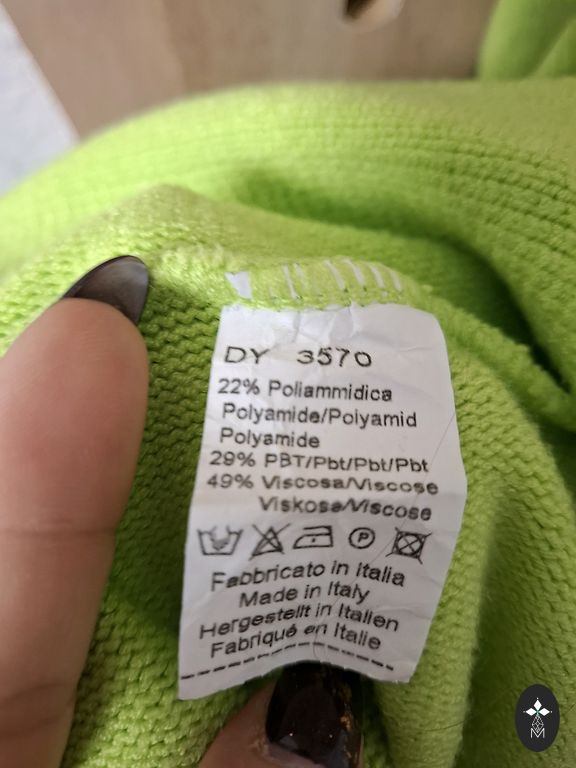 DY 3570
22% Poliammidica
Polyamide/Polyamid
Polyamide
29% PBT/Pbt/Pbt/Pbt
49% Viscosa/Viscose
Viskosa/Viscose
P
Fabbricato in Italia
Made in Italy
Hergestellt in Italien
Fabriqué en Italie
M